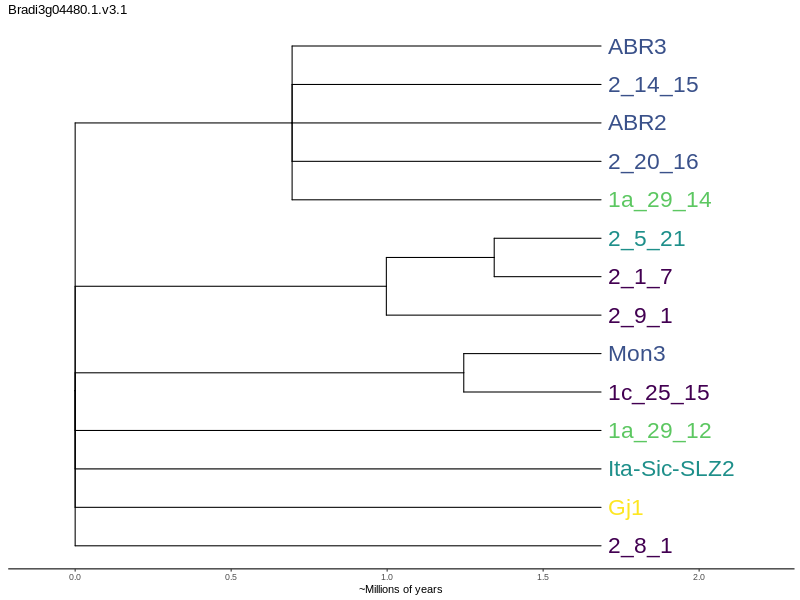 Bradi3g04480.1.v3.1
ABR3
2_14_15
ABR2
2_20_16
1a_29_14
2_5_21
2_1_7
2_9_1
Mon3
1c_25_15
1a_29_12
Ita-Sic-SLZ2
Gj1
2_8_1
0.0 0.5 1.0 1.5 2.0
~Millions of years